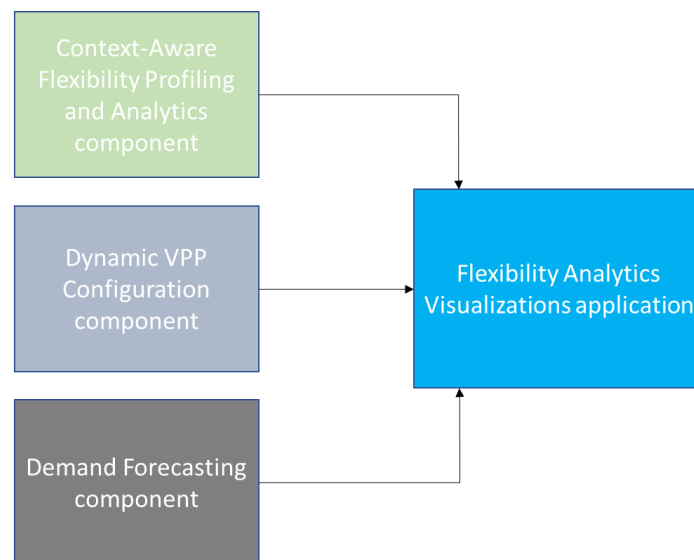 Context-Aware
Flexibility Profiling
and Analytics
component
Dynamic VPP
Configuration
component
Flexibility Analytics
Visualizations application
Demand Forecasting
component